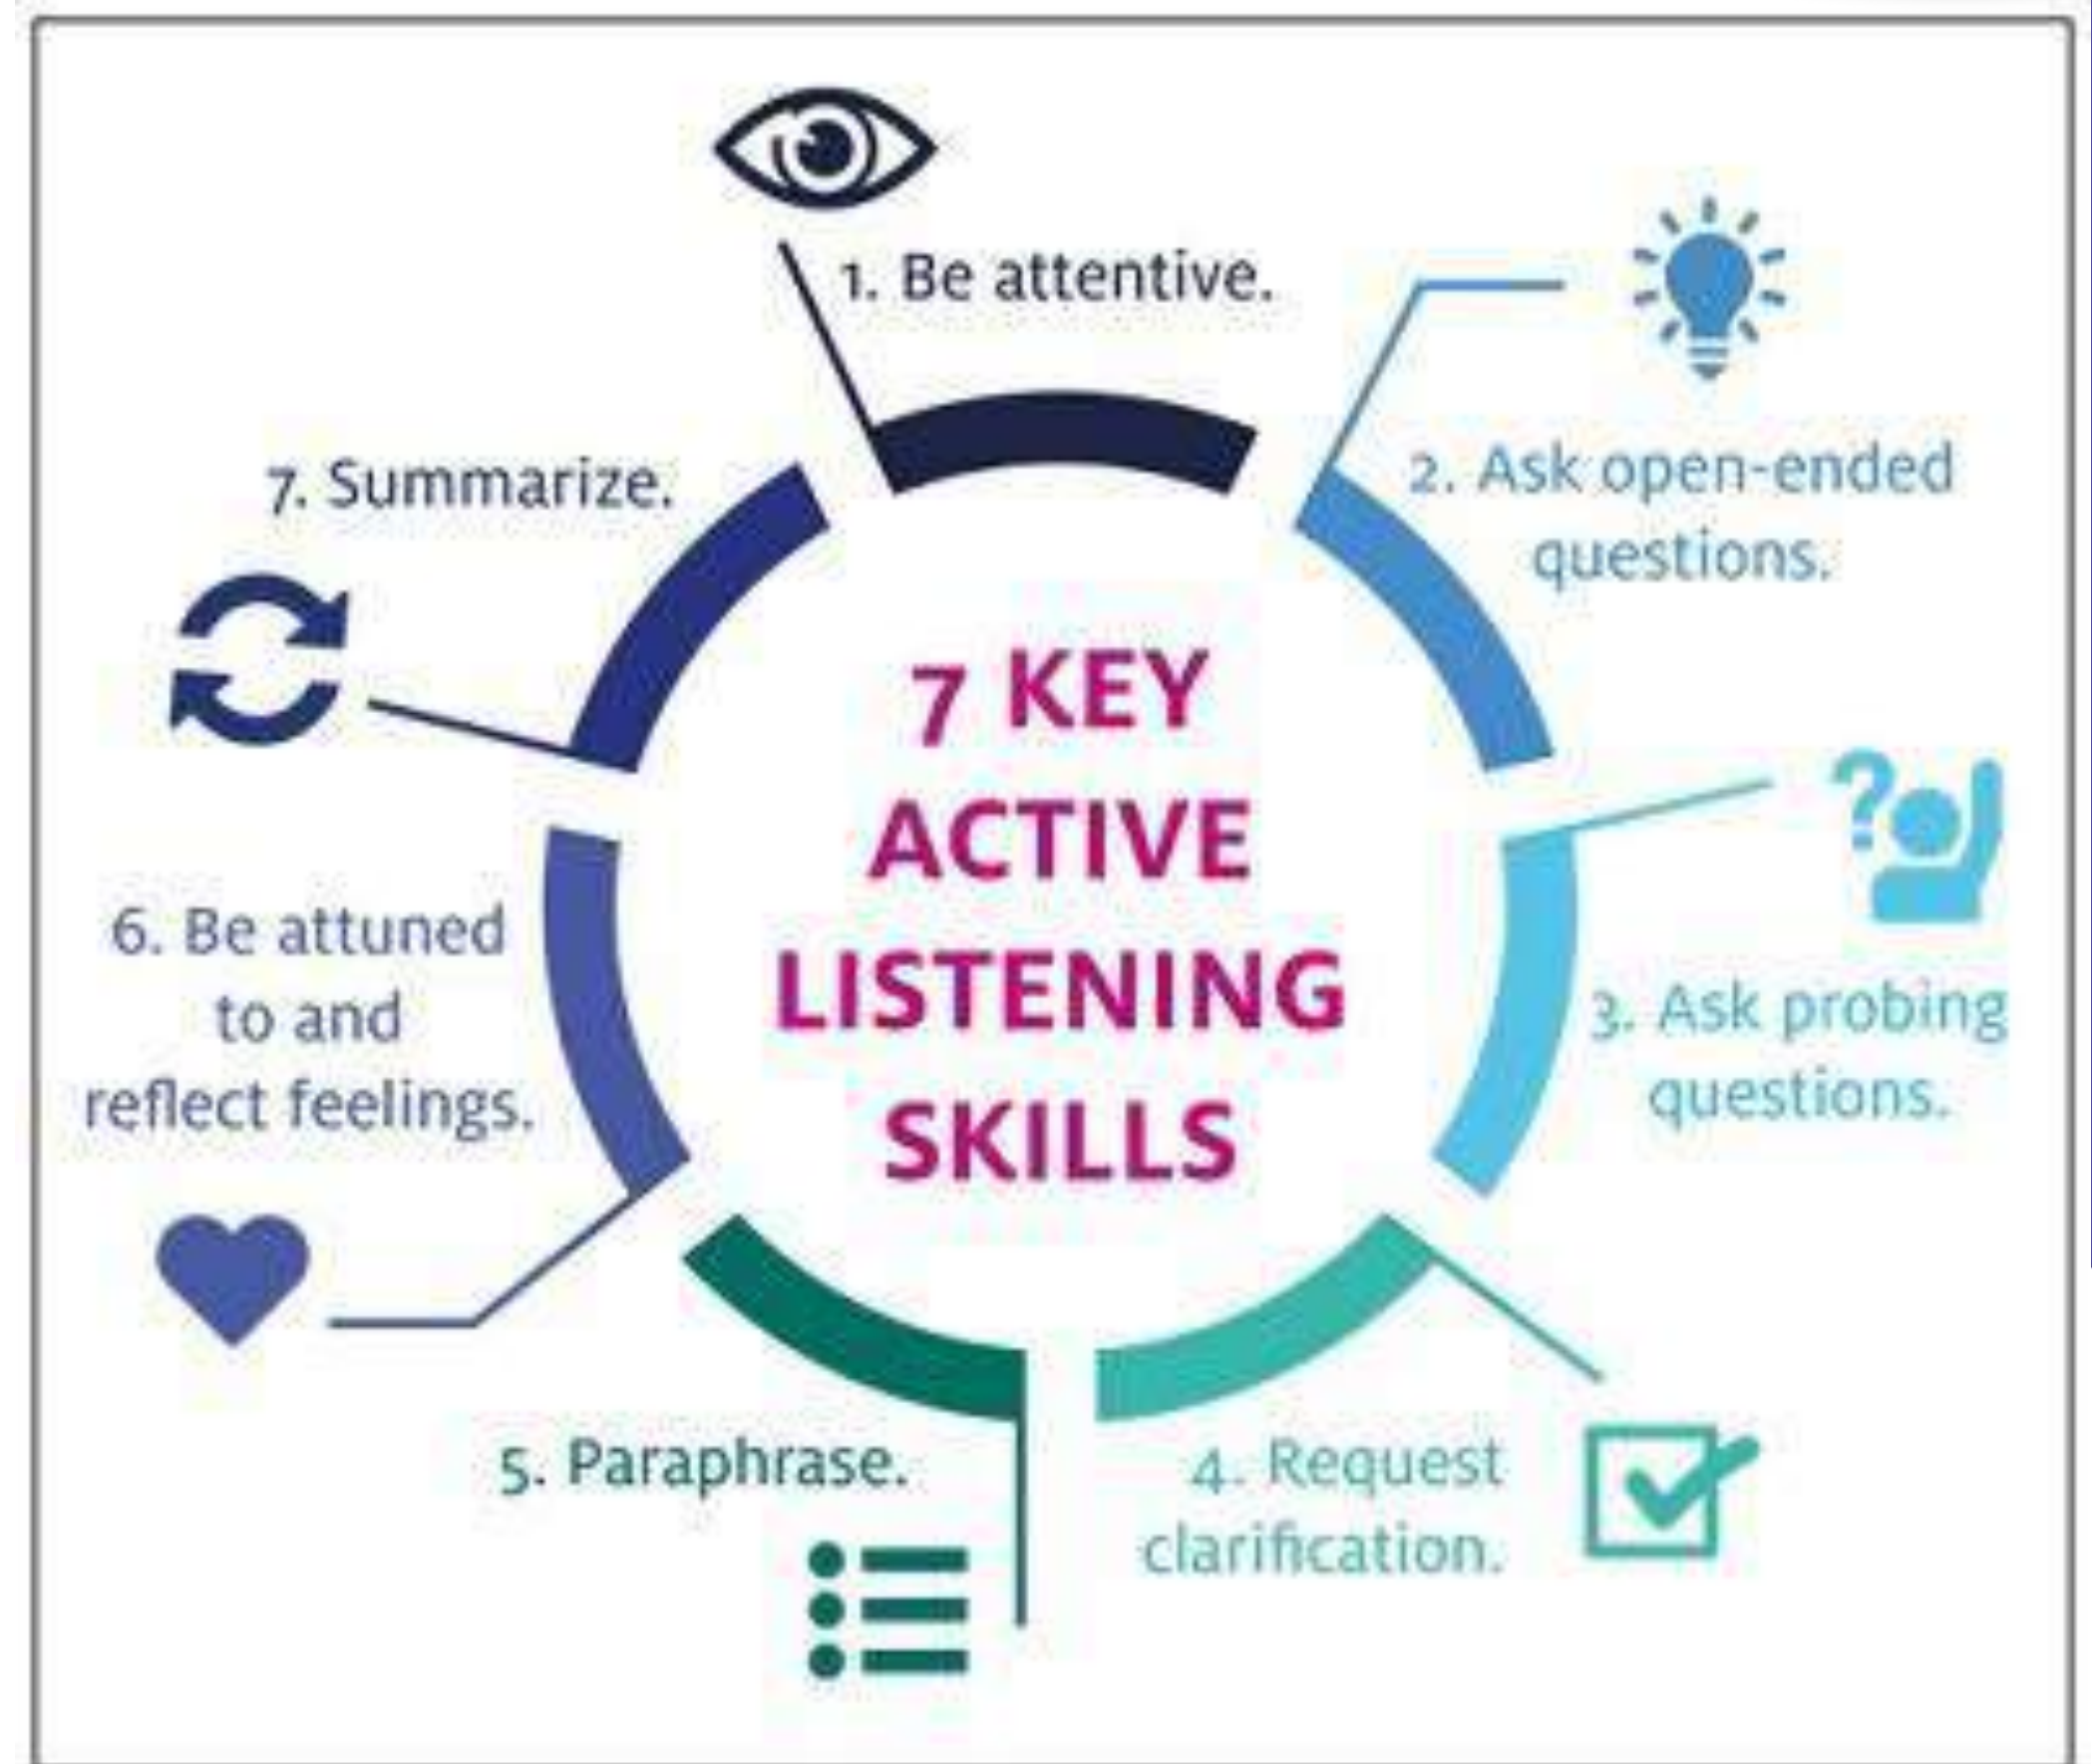 7 KEY
ACTIVE
LISTENING
SKILLS
1. Be attentive.
2. Ask open-ended
questions.
3. Ask probing
questions.
4. Request
clarification.
5. Paraphrase.
6. Be attuned
to and
reflect feelings.
7. Summarize.
?